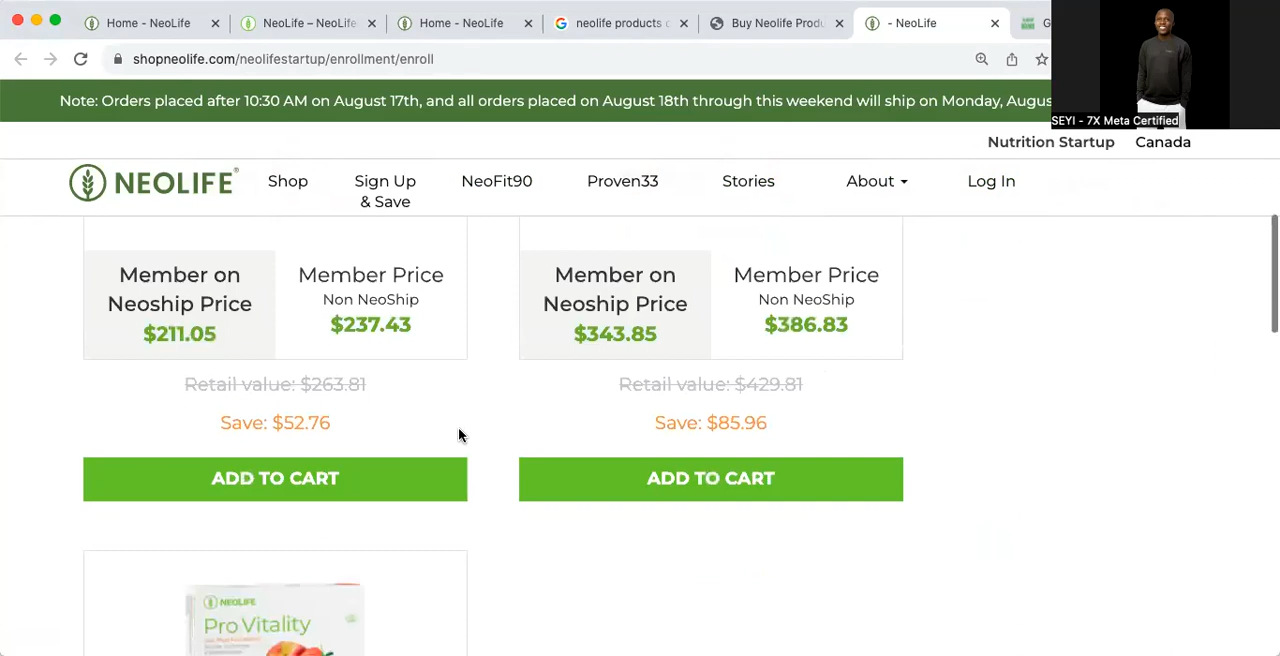 Home - NeoLife
NeoLife – NeoLife
Home - NeoLife
neolife products c
Buy Neolife Produ
- NeoLife
G
shopneolife.com/neolifestartup/enrollment/enroll
Note: Orders placed after 10:30 AM on August 17th, and all orders placed on August 18th through this weekend will ship on Monday, Augus
SEYI - 7X Meta Certified
Nutrition Startup Canada
NEOLIFE®
Shop
Sign Up
& Save
NeoFit90
Proven33
Stories
About
Log In
Member on
Neoship Price
$211.05
Member Price
Non NeoShip
$237.43
Retail value: $263.81
Save: $52.76
ADD TO CART
Member on
Neoship Price
$343.85
Member Price
Non NeoShip
$386.83
Retail value: $429.81
Save: $85.96
ADD TO CART
NEOLIFE
Pro Vitality